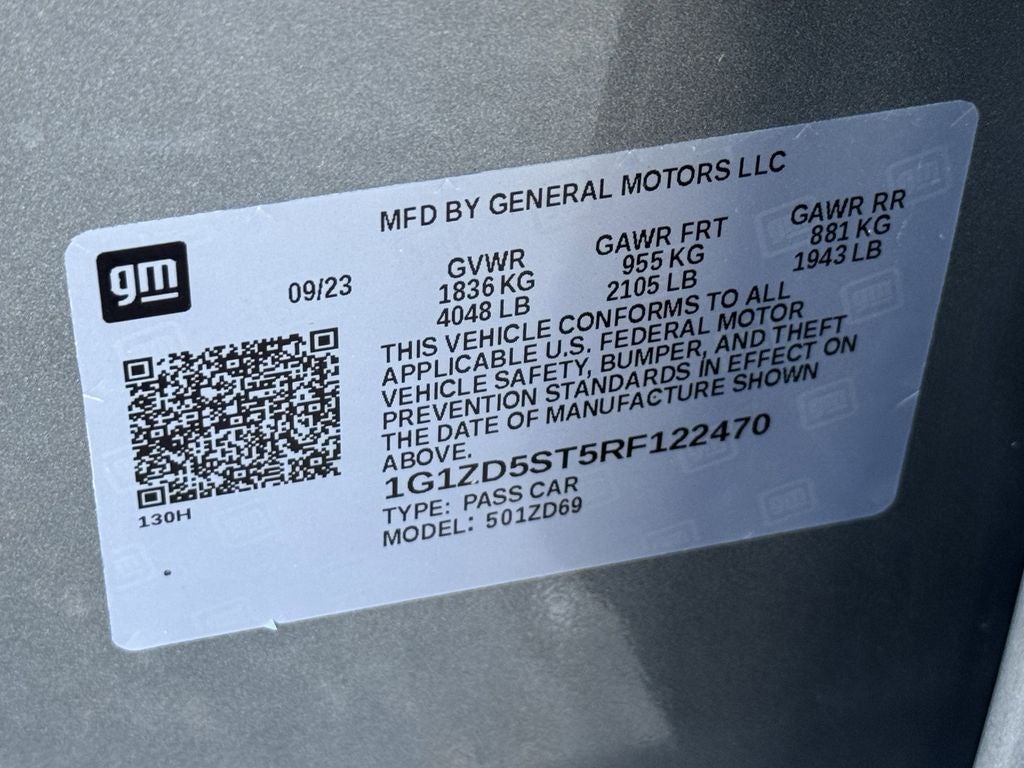 MFD BY GENERAL MOTORS LLC
gm
09/23
GVWR
1836 KG
4048 LB
GAWR FRT
955 KG
2105 LB
GAWR RR
881 KG
1943 LB
THIS VEHICLE CONFORMS TO ALL
APPLICABLE U.S. FEDERAL MOTOR
VEHICLE SAFETY, BUMPER, AND THEFT
PREVENTION STANDARDS IN EFFECT ON
THE DATE OF MANUFACTURE SHOWN
ABOVE.
1G1ZD5ST5RF122470
TYPE: PASS CAR
MODEL: 501ZD69
130H